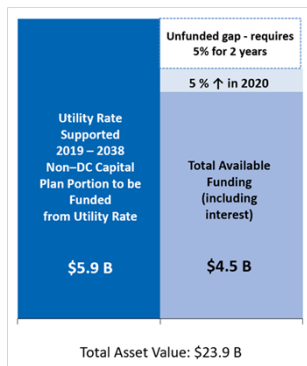 Unfunded gap - requires
5% for 2 years
5 % ↑ in 2020
Utility Rate
Supported
2019 – 2038
Non–DC Capital
Plan Portion to be
Funded
from Utility Rate
$5.9 B
Total Available
Funding
(including
interest)
$4.5 B
Total Asset Value: $23.9 B